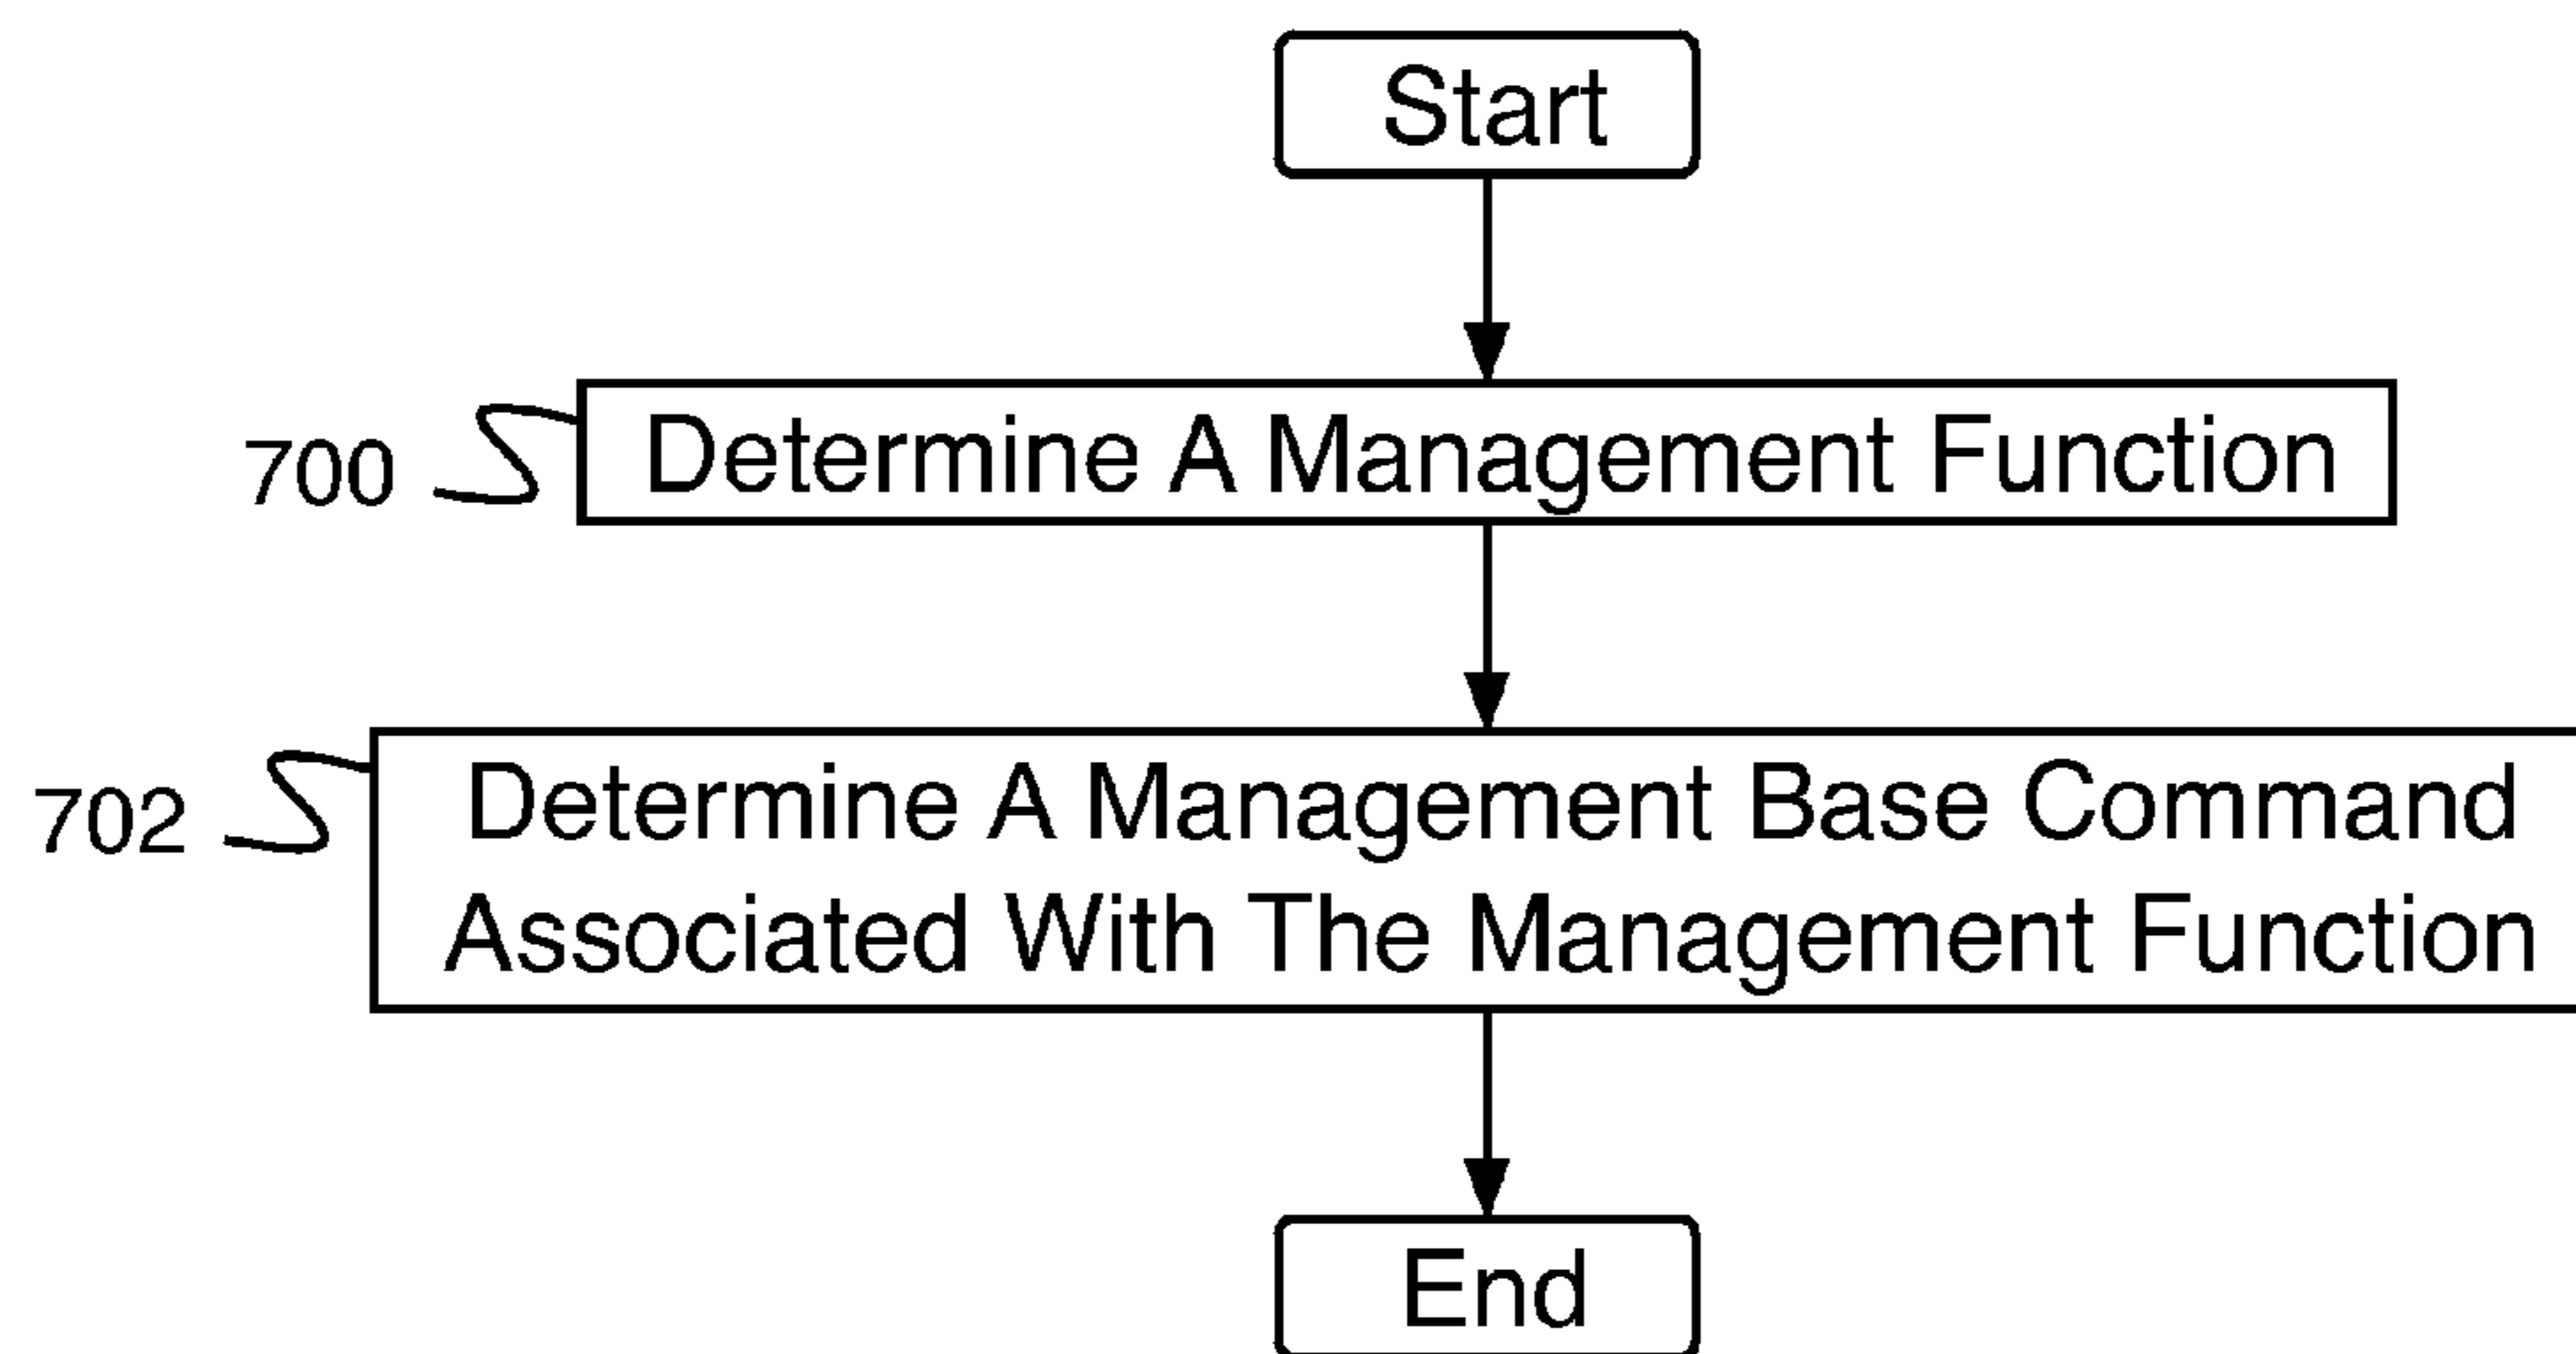 Start
700
Determine A Management Function
702
Determine A Management Base Command
Associated With The Management Function
End